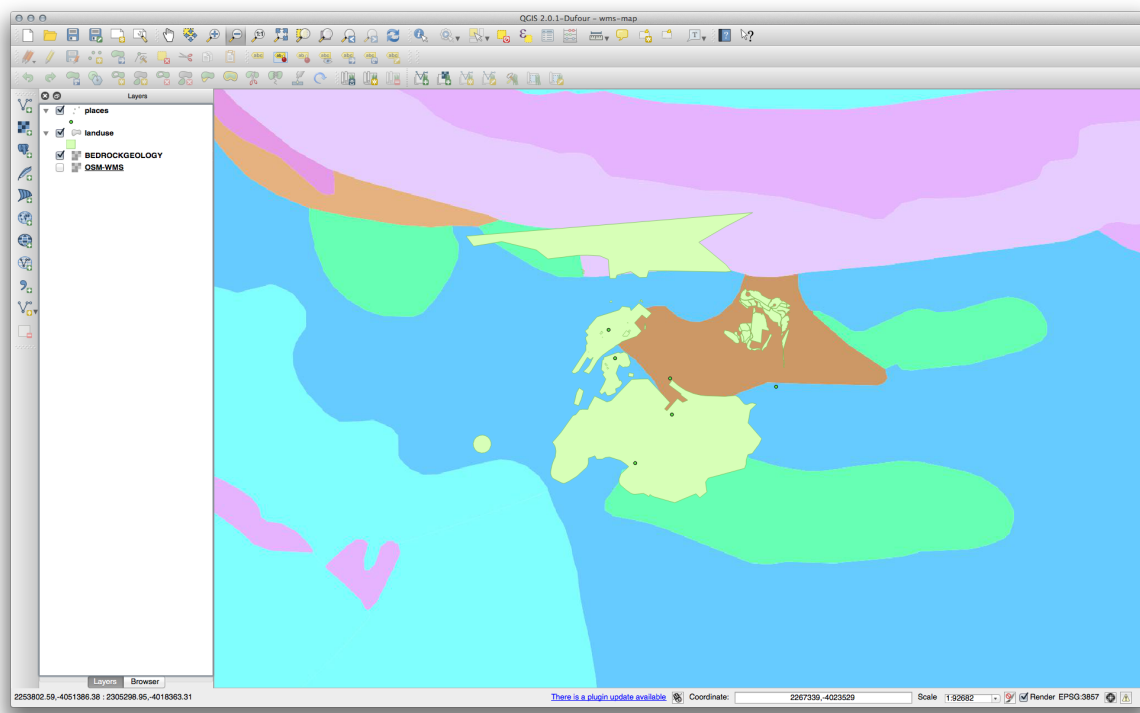 QGIS 2.0.1-Dufour – wms-map
Layers
places
landuse
BEDROCKGEOLOGY
OSM-WMS
Layers Browser
2253802.59,-4051386.38 : 2305298.95,-4018363.31 There is a plugin update available Coordinate: 2267339,-4023529 Scale 1:92682 Render EPSG:3857